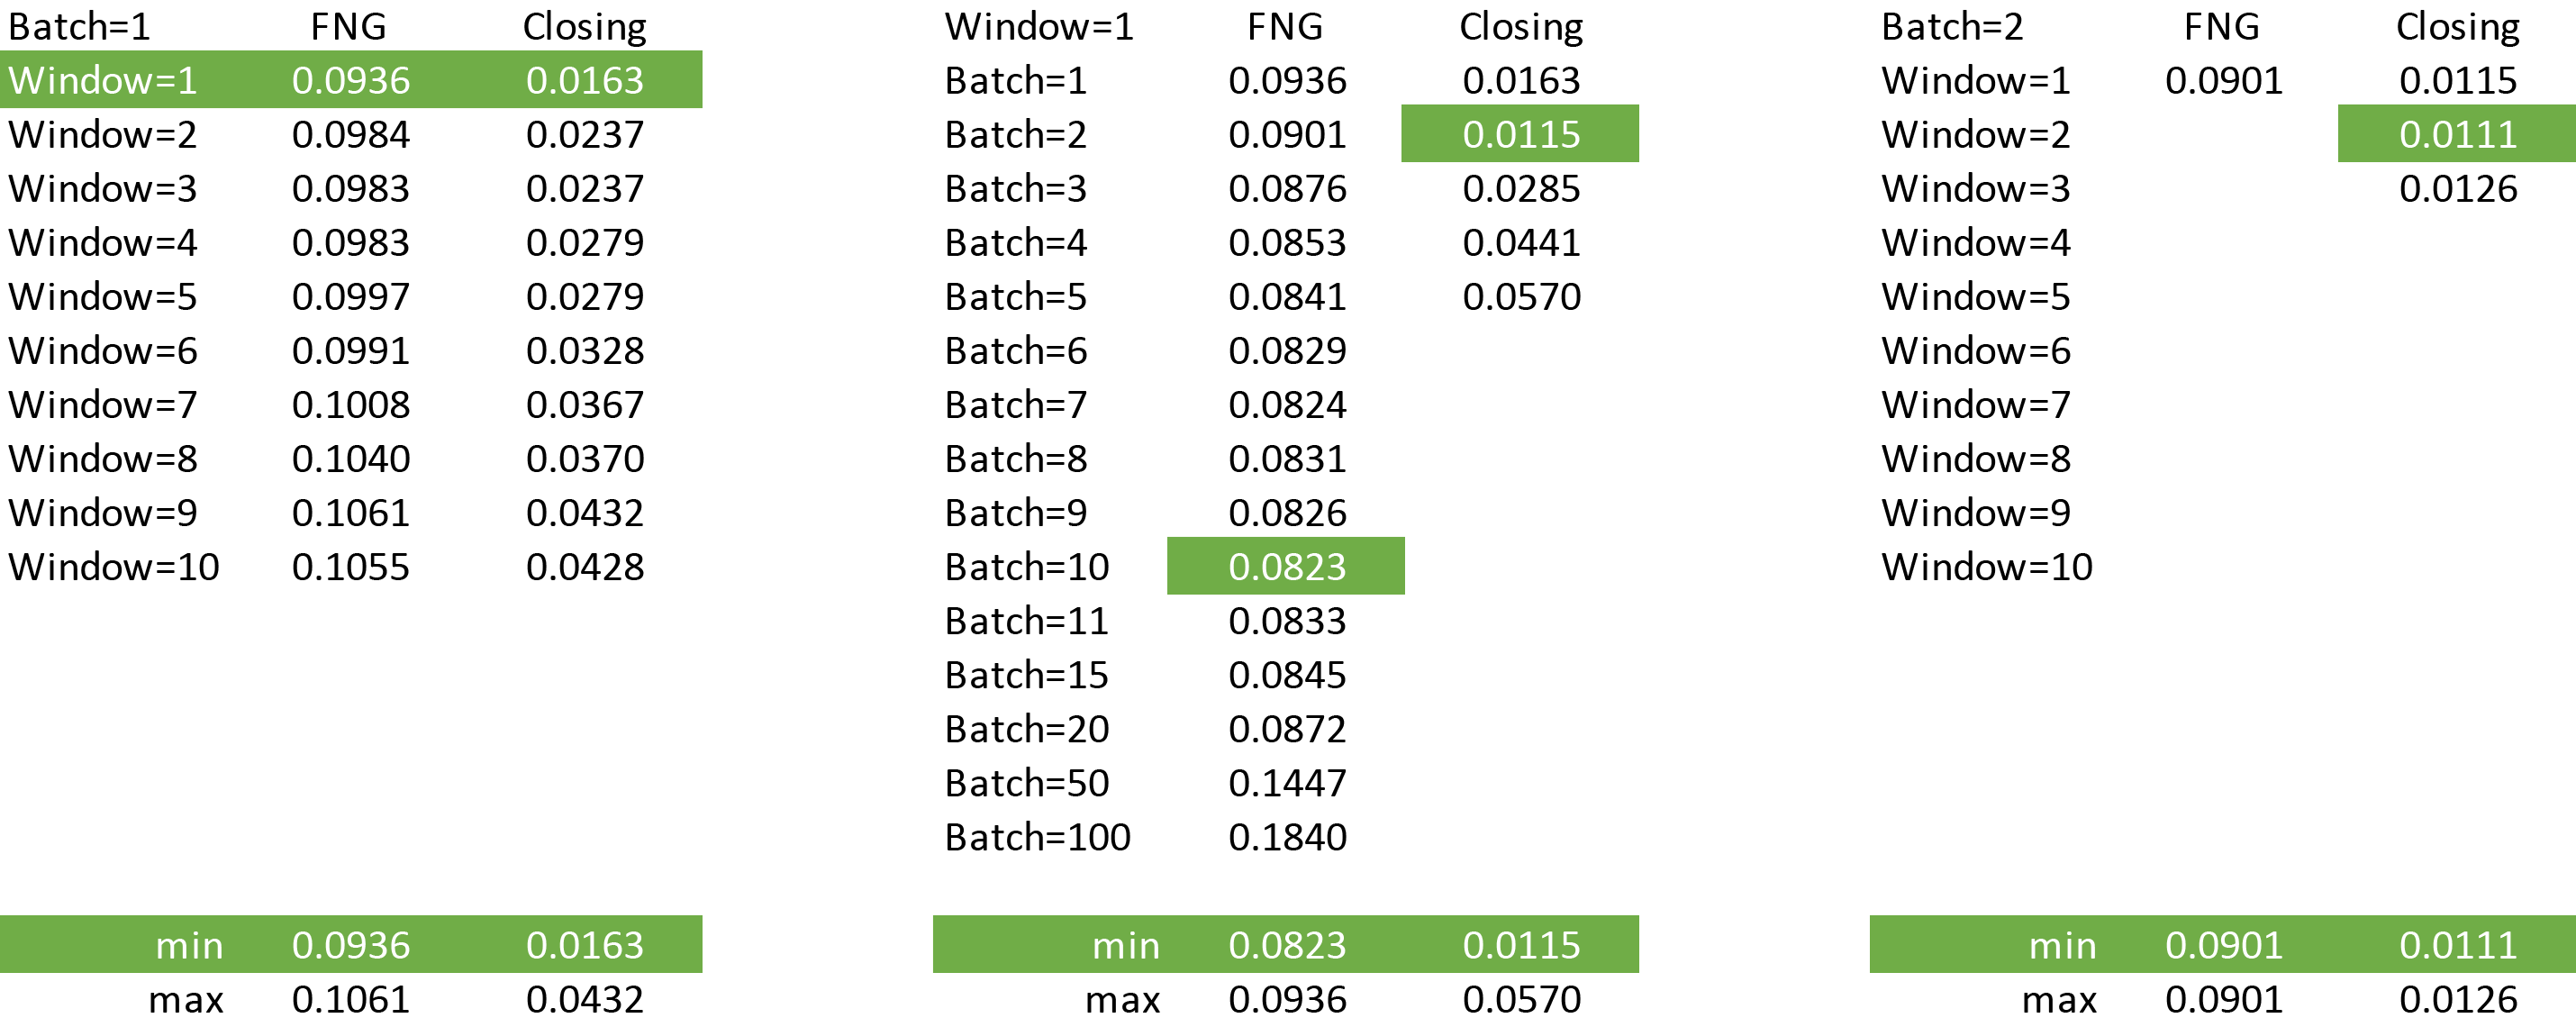 Batch=1 FNG Closing Window=1 FNG Closing Batch=2 FNG Closing
Window=1 0.0936 0.0163 Batch=1 0.0936 0.0163 Window=1 0.0901 0.0115
Window=2 0.0984 0.0237 Batch=2 0.0901 0.0115 Window=2 0.0111
Window=3 0.0983 0.0237 Batch=3 0.0876 0.0285 Window=3 0.0126
Window=4 0.0983 0.0279 Batch=4 0.0853 0.0441 Window=4
Window=5 0.0997 0.0279 Batch=5 0.0841 0.0570 Window=5
Window=6 0.0991 0.0328 Batch=6 0.0829 Window=6
Window=7 0.1008 0.0367 Batch=7 0.0824 Window=7
Window=8 0.1040 0.0370 Batch=8 0.0831 Window=8
Window=9 0.1061 0.0432 Batch=9 0.0826 Window=9
Window=10 0.1055 0.0428 Batch=10 0.0823 Window=10
Batch=11 0.0833
Batch=15 0.0845
Batch=20 0.0872
Batch=50 0.1447
Batch=100 0.1840
min 0.0936 0.0163 min 0.0823 0.0115 min 0.0901 0.0111
max 0.1061 0.0432 max 0.0936 0.0570 max 0.0901 0.0126